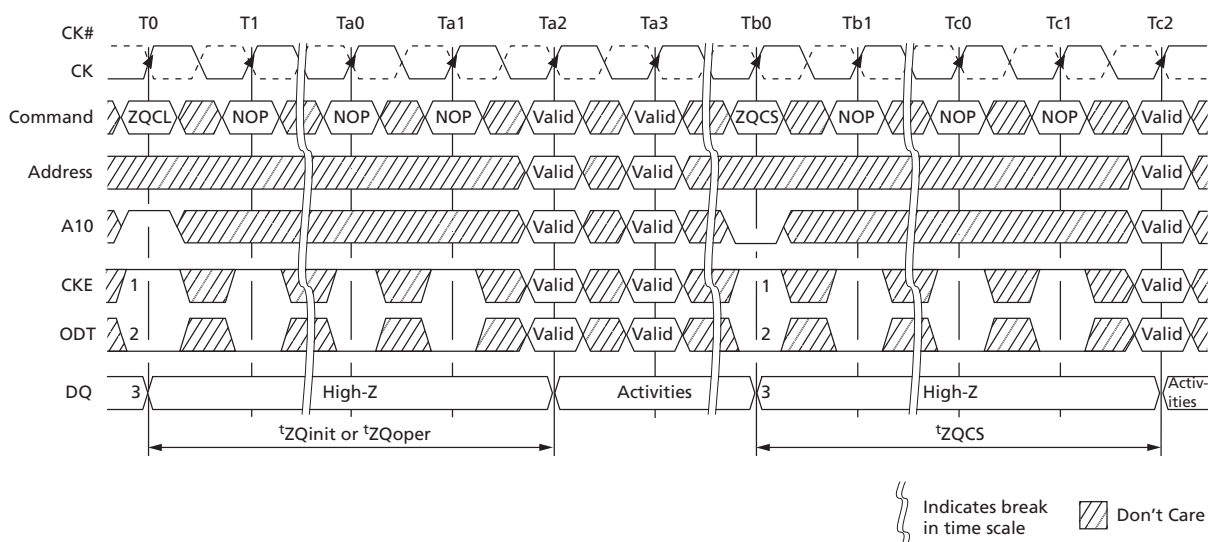 T0 T1 Ta0 Ta1 Ta2 Ta3 Tb0 Tb1 Tc0 Tc1 Tc2
CK#
CK
Command ZQCL NOP NOP NOP Valid Valid ZQCS NOP NOP NOP Valid
Address Valid Valid Valid
A10 Valid Valid Valid
CKE 1 Valid Valid 1 Valid
ODT 2 Valid Valid 2 Valid
DQ 3 High-Z Activities 3 High-Z Activ-
ities
tZQinit or tZQoper tZQCS
Indicates break
in time scale
Don't Care